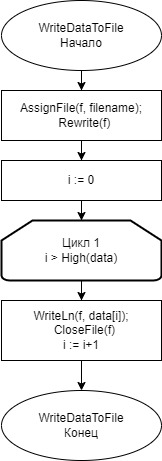 WriteDataToFile
Начало
AssignFile(f, filename);
Rewrite(f)
i := 0
Цикл 1
i > High(data)
WriteLn(f, data[i]);
CloseFile(f)
i := i+1
WriteDataToFile
Конец